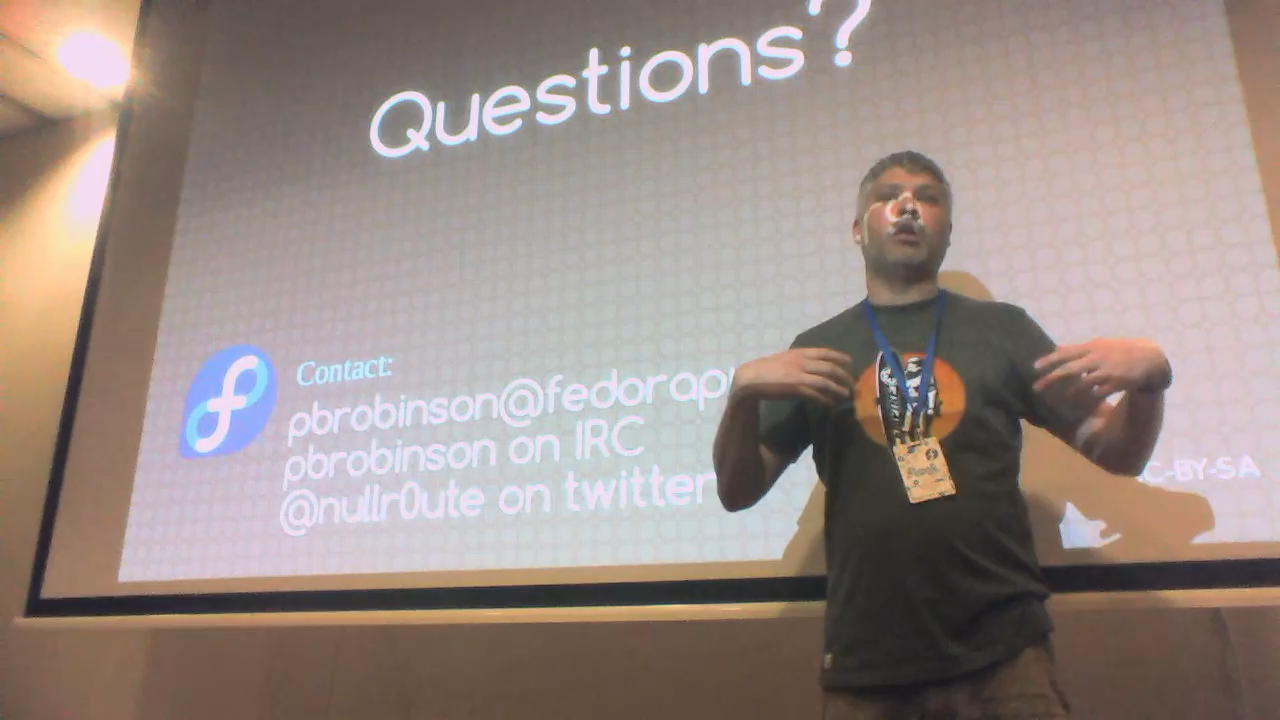 Questions?
Contact:
pbrobinson@fedorap
pbrobinson on IRC
@nullr0ute on twitter
C-BY-SA